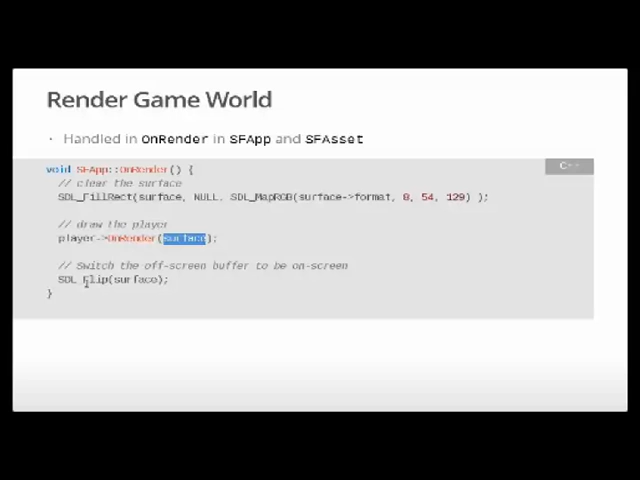 Render Game World
· Handled in OnRender in SFApp and SFAsset
C++
void SFApp::OnRender() {
// clear the surface
SDL_FillRect(surface, NULL, SDL_MapRGB(surface->format, 8, 54, 129) );
// draw the player
player->OnRender(surface);
// Switch the off-screen buffer to be on-screen
SDL_Flip(surface);
}